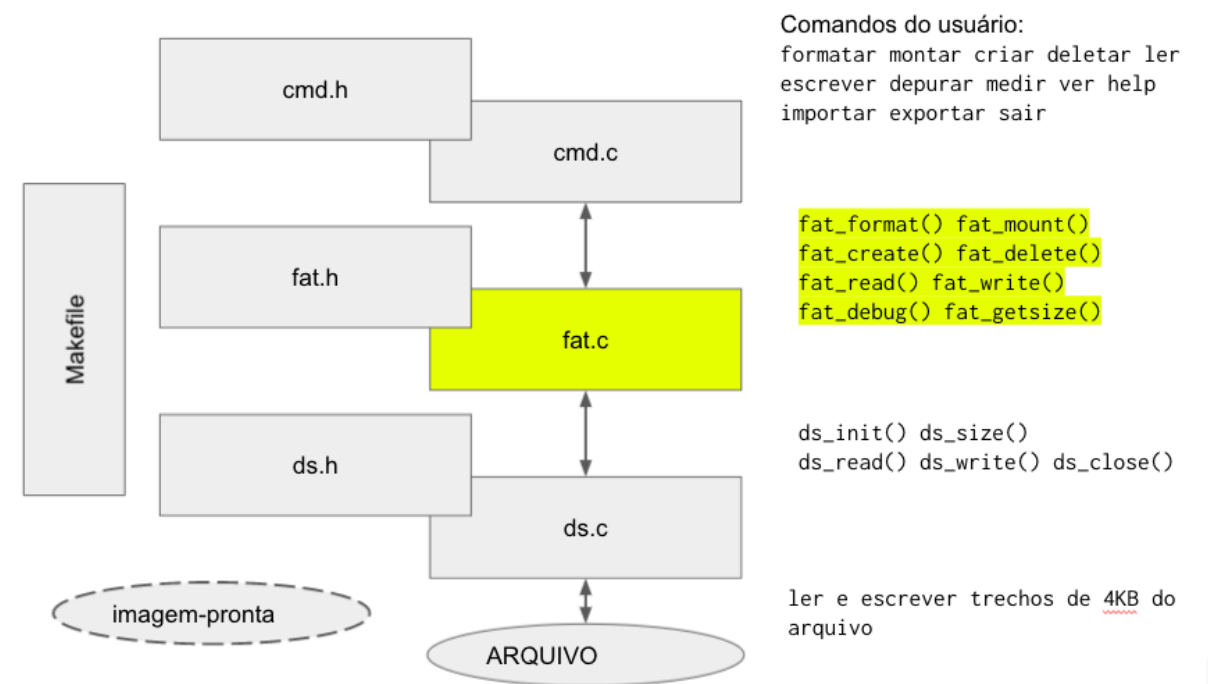 Comandos do usuário:
formatar montar criar deletar ler
escrever depurar medir ver help
importar exportar sair
cmd.h
cmd.c
Makefile
fat.h
fat.c
fat_format() fat_mount()
fat_create() fat_delete()
fat_read() fat_write()
fat_debug() fat_getsize()
ds.h
ds.c
ds_init() ds_size()
ds_read() ds_write() ds_close()
imagem-pronta
ARQUIVO
ler e escrever trechos de 4KB do
arquivo